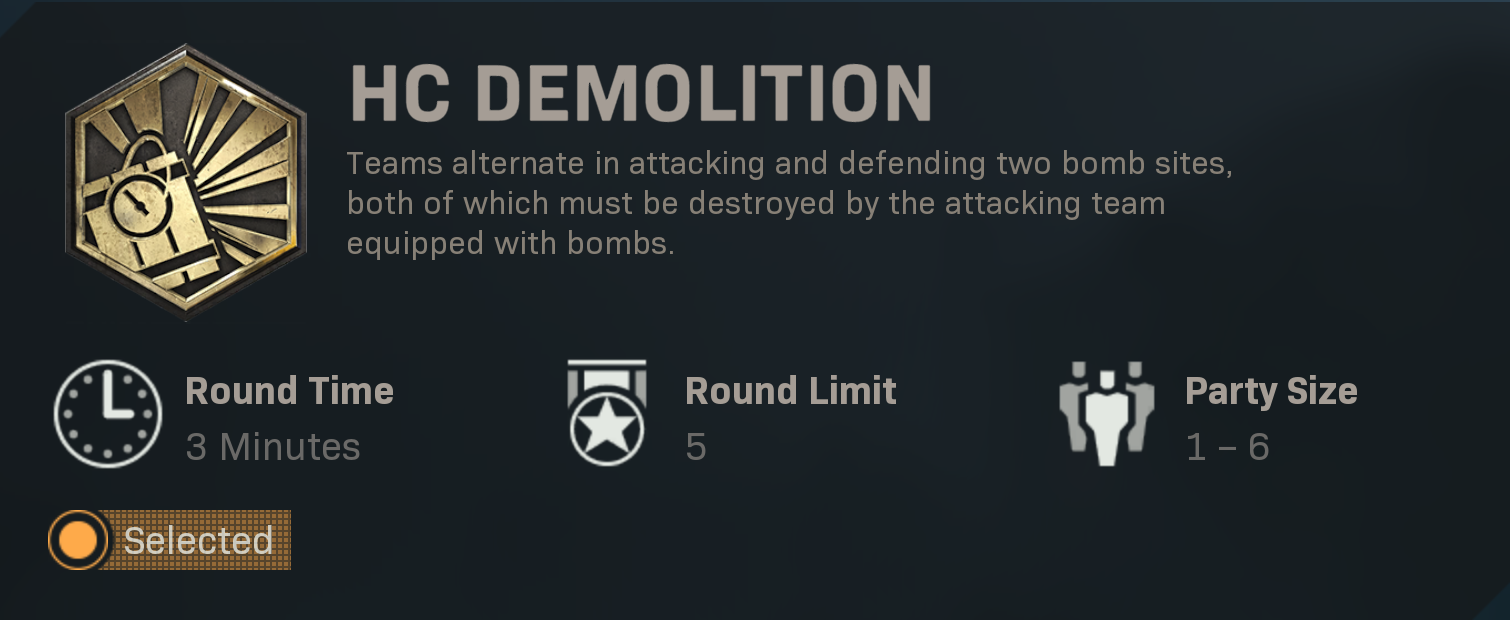 HC DEMOLITION
Teams alternate in attacking and defending two bomb sites,
both of which must be destroyed by the attacking team
equipped with bombs.
Round Time
3 Minutes
Round Limit
5
Party Size
1 – 6
Selected